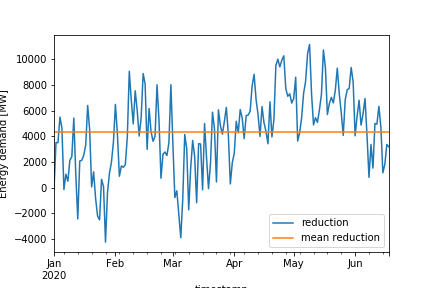 10000
8000
6000
4000
2000
0
−2000
−4000
Energy demand [MW]
Jan
2020
Feb
Mar
Apr
May
Jun
reduction
mean reduction
timestamp